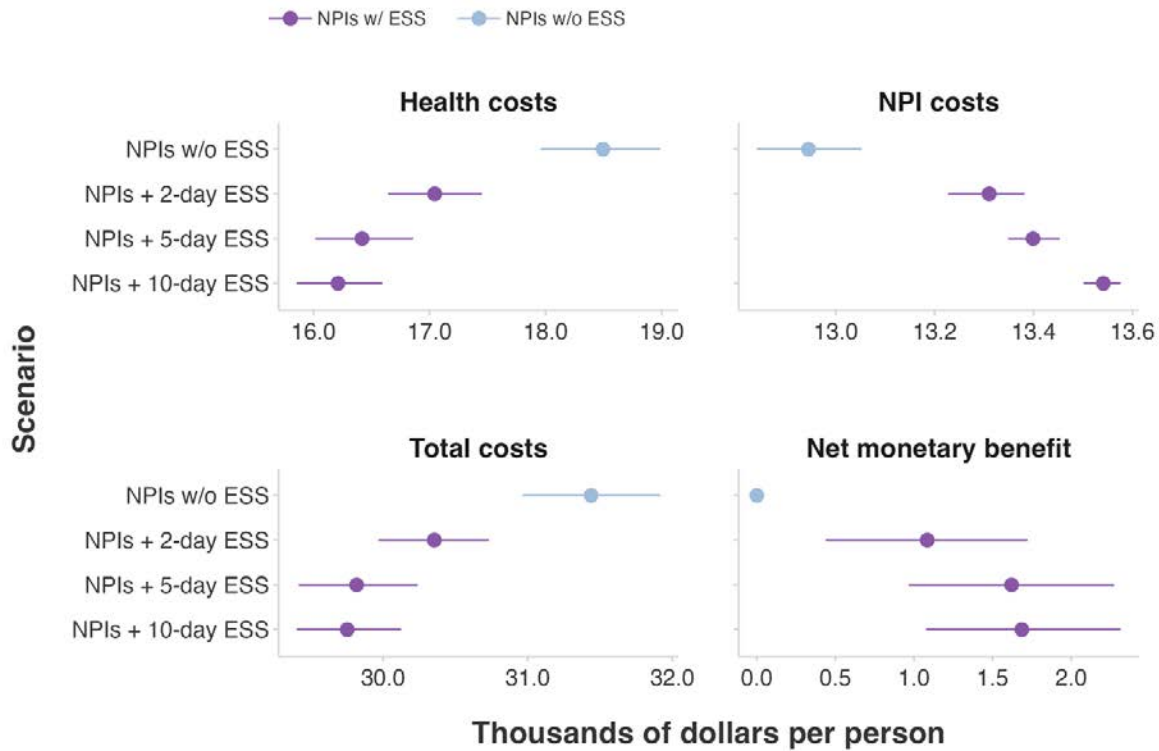 NPIs w/ ESS NPIs w/o ESS
Health costs NPI costs
NPIs w/o ESS
NPIs + 2-day ESS
NPIs + 5-day ESS
NPIs + 10-day ESS
16.0 17.0 18.0 19.0 13.0 13.2 13.4 13.6
Scenario
Total costs Net monetary benefit
NPIs w/o ESS
NPIs + 2-day ESS
NPIs + 5-day ESS
NPIs + 10-day ESS
30.0 31.0 32.0 0.0 0.5 1.0 1.5 2.0
Thousands of dollars per person